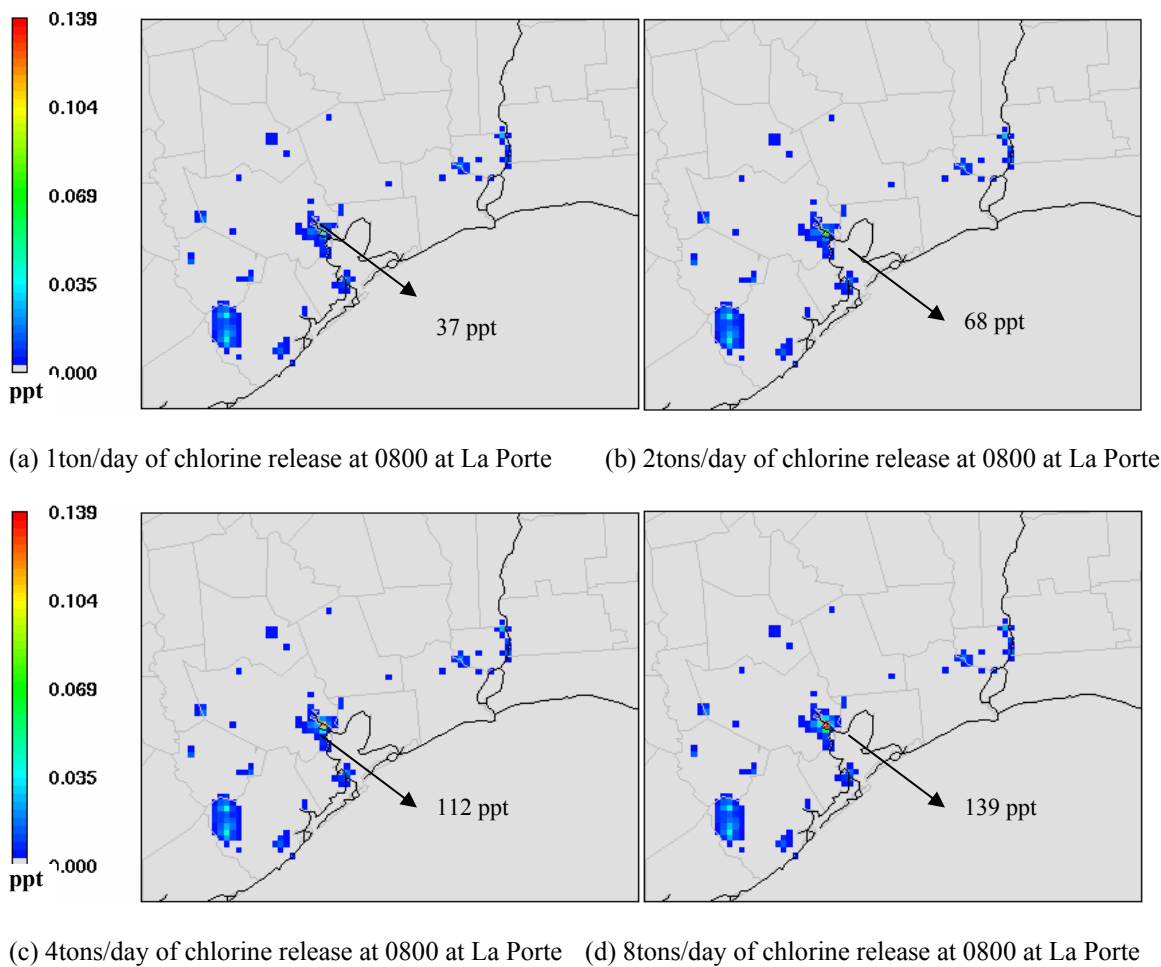 0.139
0.104
0.069
0.035
0.000
ppt
37 ppt
68 ppt
(a) 1ton/day of chlorine release at 0800 at La Porte (b) 2tons/day of chlorine release at 0800 at La Porte
0.139
0.104
0.069
0.035
0.000
ppt
112 ppt
139 ppt
(c) 4tons/day of chlorine release at 0800 at La Porte (d) 8tons/day of chlorine release at 0800 at La Porte